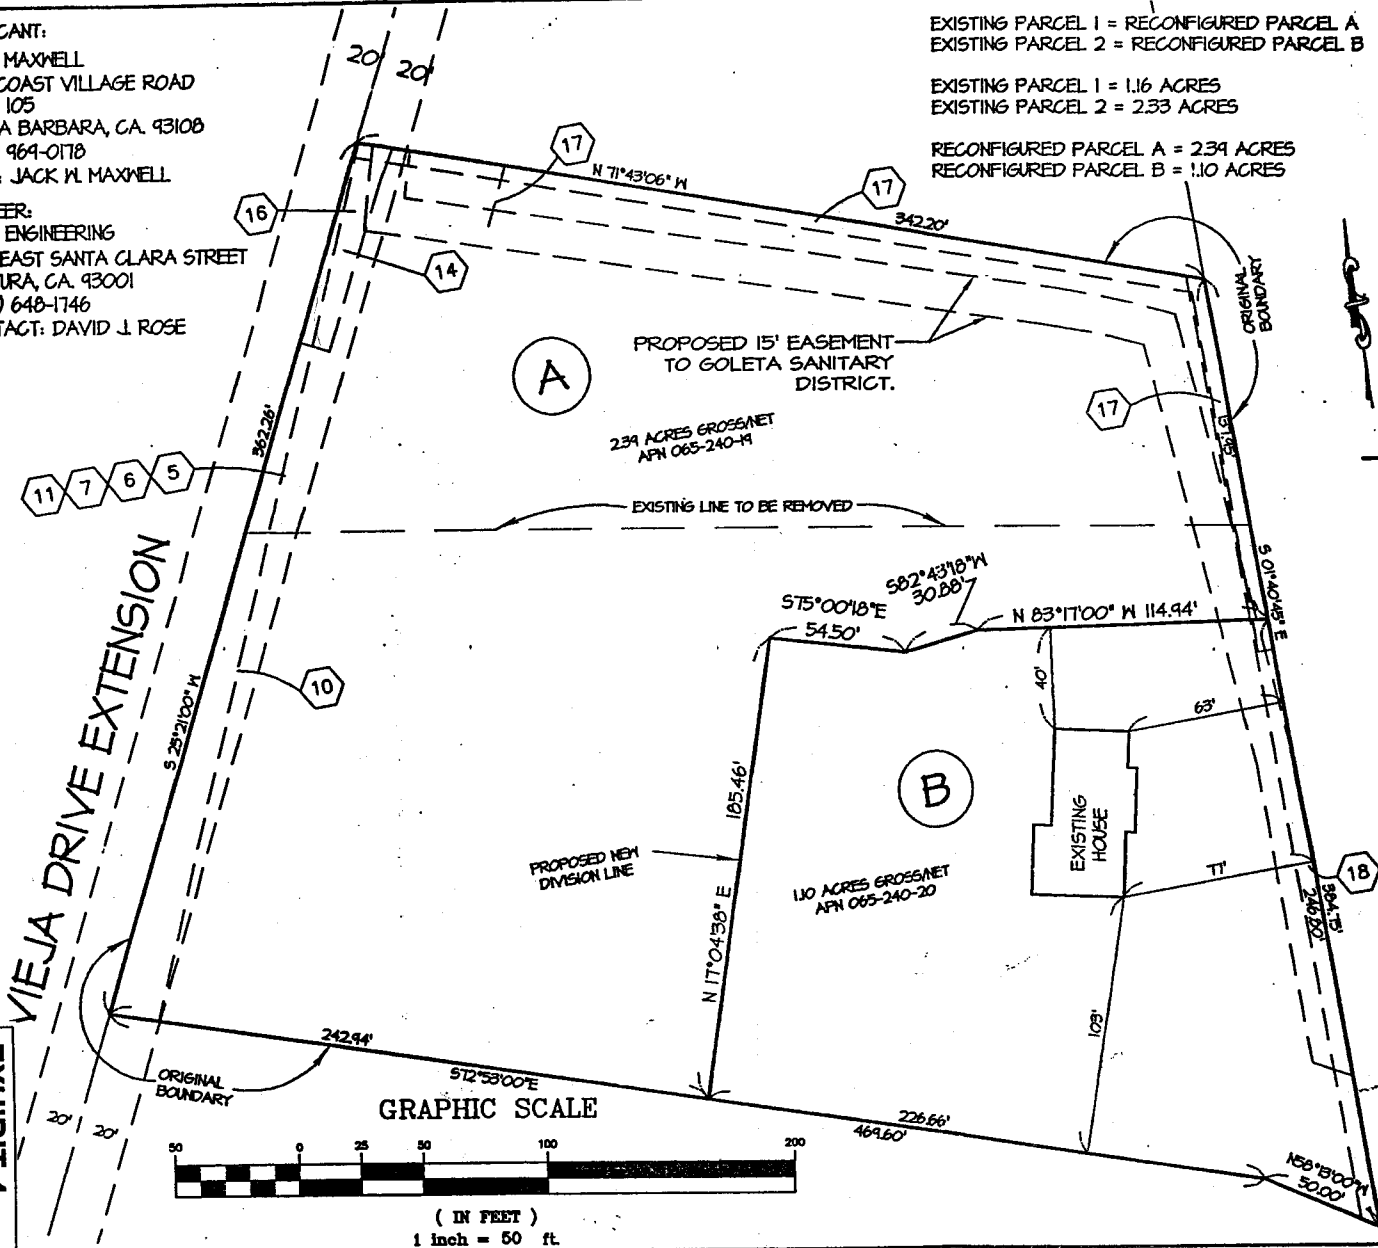 CANT:
MAXWELL
COAST VILLAGE ROAD
105
A BARBARA, CA. 93108
969-0178
: JACK W. MAXWELL
EER:
ENGINEERING
EAST SANTA CLARA STREET
URA, CA. 93001
) 648-1746
TACT: DAVID J. ROSE
EXISTING PARCEL 1 = RECONFIGURED PARCEL A
EXISTING PARCEL 2 = RECONFIGURED PARCEL B
EXISTING PARCEL 1 = 1.16 ACRES
EXISTING PARCEL 2 = 2.33 ACRES
RECONFIGURED PARCEL A = 2.39 ACRES
RECONFIGURED PARCEL B = 1.10 ACRES
20' 20'
17
N 71°43'06" W
17
342.20'
16
14
ORIGINAL
BOUNDARY
PROPOSED 15' EASEMENT
TO GOLETA SANITARY
DISTRICT.
A
2.39 ACRES GROSS/NET
APN 065-240-19
17
131.95'
362.26'
11 7 6 5
EXISTING LINE TO BE REMOVED
S 01°40'45" E
S82°43'18"W
30.88'
S75°00'18"E
54.50'
N 83°17'00" W 114.94'
VIEJA DRIVE EXTENSION
10
S 25°21'00" W
40'
63'
185.46'
B
EXISTING
HOUSE
PROPOSED NEW
DIVISION LINE
1.10 ACRES GROSS/NET
APN 065-240-20
77'
18
384.75'
246.80'
N 17°04'38" E
109'
242.94'
S72°53'00"E
ORIGINAL
BOUNDARY
226.66'
469.60'
N58°13'00"W
50.00'
20' 20'
GRAPHIC SCALE
50 0 25 50 100 200
( IN FEET )
1 inch = 50 ft.